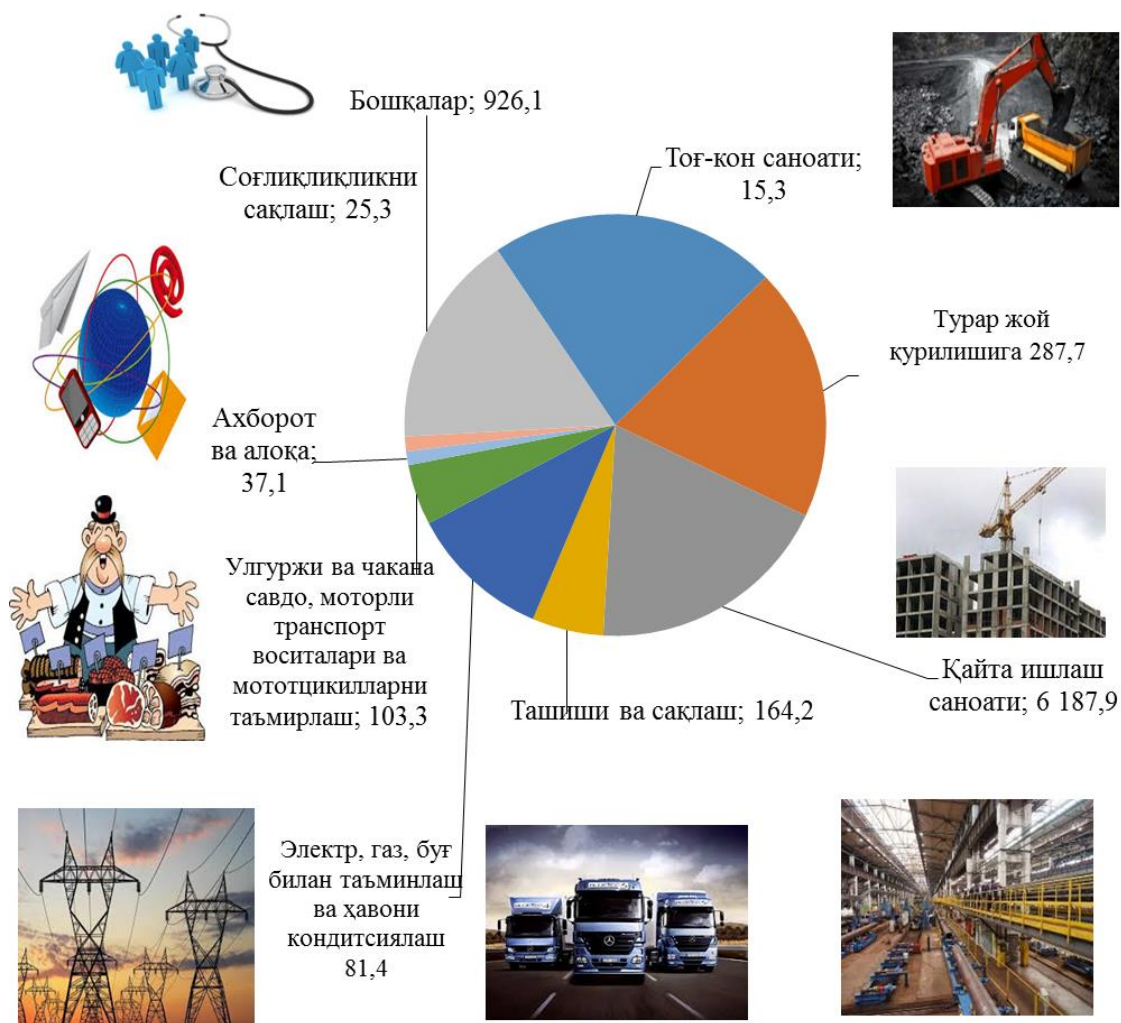 Бошқалар; 926,1
Тоғ-кон саноати;
15,3
Соғлиқлиқликни
сақлаш; 25,3
Турар жой
қурилишига 287,7
Ахборот
ва алоқа;
37,1
Улгуржи ва чакана
савдо, моторли
транспорт
воситалари ва
мототцикилларни
таъмирлаш; 103,3
Қайта ишлаш
саноати; 6 187,9
Ташиши ва сақлаш; 164,2
Электр, газ, буғ
билан таъминлаш
ва ҳавони
кондитсиялаш
81,4